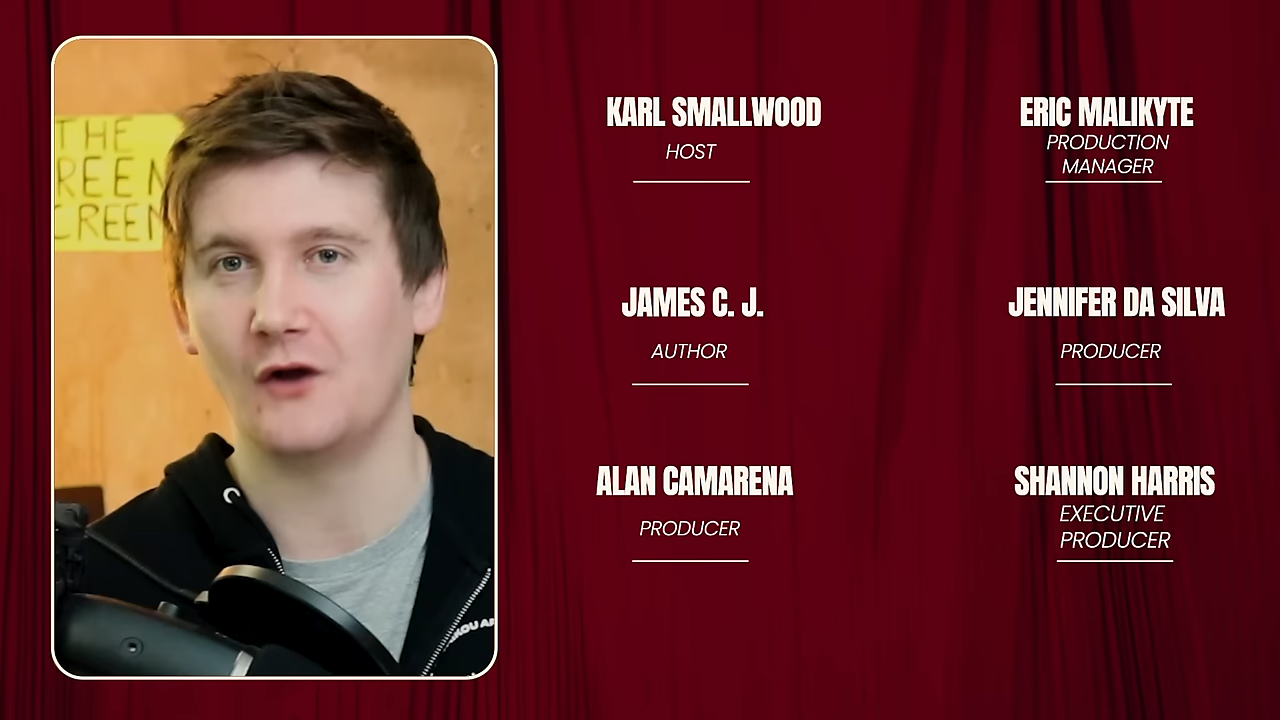 THE
REEN
CREEN
KARL SMALLWOOD
HOST
JAMES C. J.
AUTHOR
ALAN CAMARENA
PRODUCER
ERIC MALIKYTE
PRODUCTION
MANAGER
JENNIFER DA SILVA
PRODUCER
SHANNON HARRIS
EXECUTIVE
PRODUCER